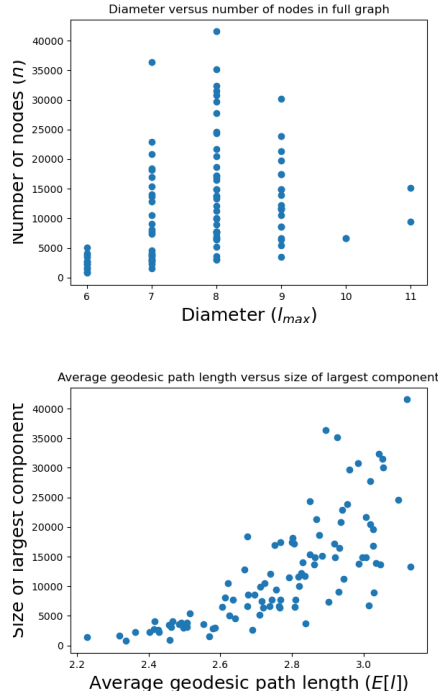 Diameter versus number of nodes in full graph
Number of nodes (n)
40000
35000
30000
25000
20000
15000
10000
5000
0
6 7 8 9 10 11
Diameter (l_max)
Average geodesic path length versus size of largest component
Size of largest component
40000
35000
30000
25000
20000
15000
10000
5000
0
2.2 2.4 2.6 2.8 3.0
Average geodesic path length (E[l])